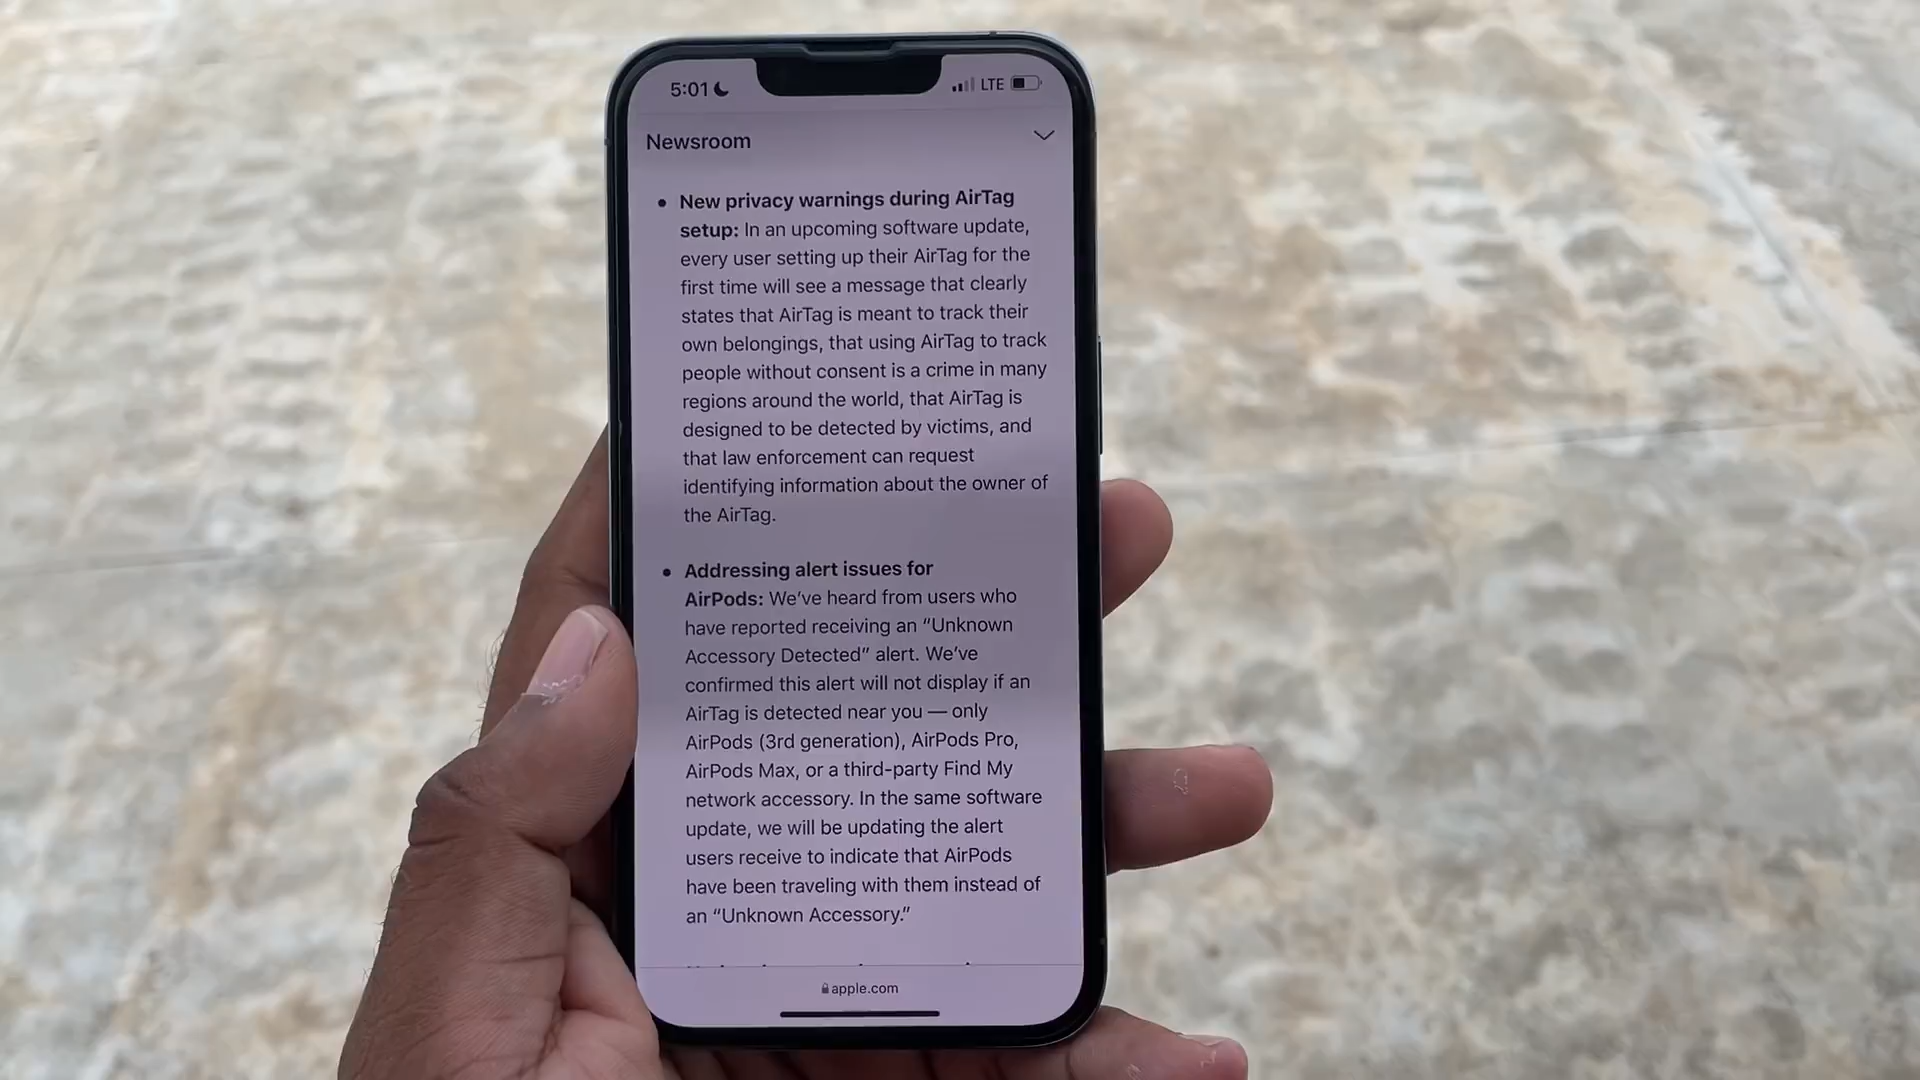 5:01 LTE
Newsroom
• New privacy warnings during AirTag
setup: In an upcoming software update,
every user setting up their AirTag for the
first time will see a message that clearly
states that AirTag is meant to track their
own belongings, that using AirTag to track
people without consent is a crime in many
regions around the world, that AirTag is
designed to be detected by victims, and
that law enforcement can request
identifying information about the owner of
the AirTag.
• Addressing alert issues for
AirPods: We’ve heard from users who
have reported receiving an “Unknown
Accessory Detected” alert. We’ve
confirmed this alert will not display if an
AirTag is detected near you — only
AirPods (3rd generation), AirPods Pro,
AirPods Max, or a third-party Find My
network accessory. In the same software
update, we will be updating the alert
users receive to indicate that AirPods
have been traveling with them instead of
an “Unknown Accessory.”
apple.com